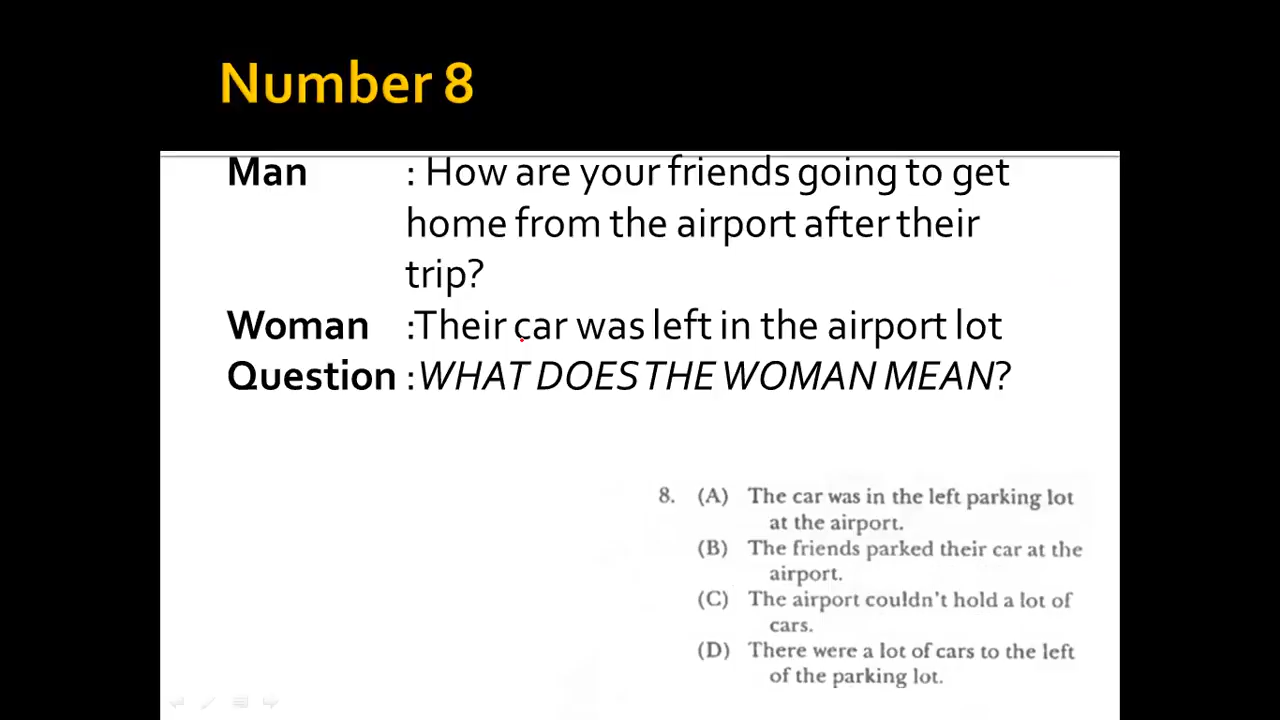 Number 8
Man : How are your friends going to get
home from the airport after their
trip?
Woman :Their car was left in the airport lot
Question :WHAT DOES THE WOMAN MEAN?
8. (A) The car was in the left parking lot
at the airport.
(B) The friends parked their car at the
airport.
(C) The airport couldn't hold a lot of
cars.
(D) There were a lot of cars to the left
of the parking lot.